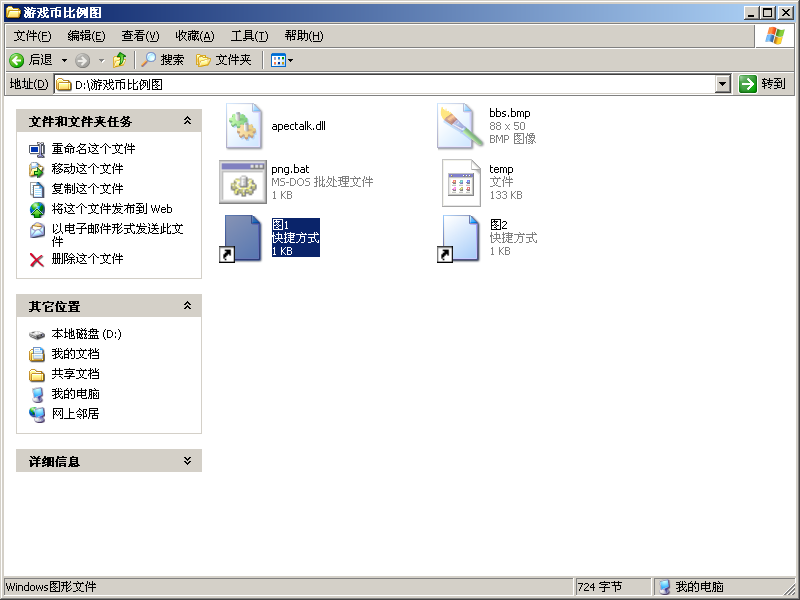 游戏币比例图
文件(F) 编辑(E) 查看(V) 收藏(A) 工具(T) 帮助(H)
后退 搜索 文件夹
地址(D) D:\游戏币比例图 转到
文件和文件夹任务
重命名这个文件
移动这个文件
复制这个文件
将这个文件发布到 Web
以电子邮件形式发送此文
件
删除这个文件
其它位置
本地磁盘 (D:)
我的文档
共享文档
我的电脑
网上邻居
详细信息
apectalk.dll
bbs.bmp
88 x 50
BMP 图像
png.bat
MS-DOS 批处理文件
1 KB
temp
文件
133 KB
图1
快捷方式
1 KB
图2
快捷方式
1 KB
Windows图形文件
724 字节
我的电脑